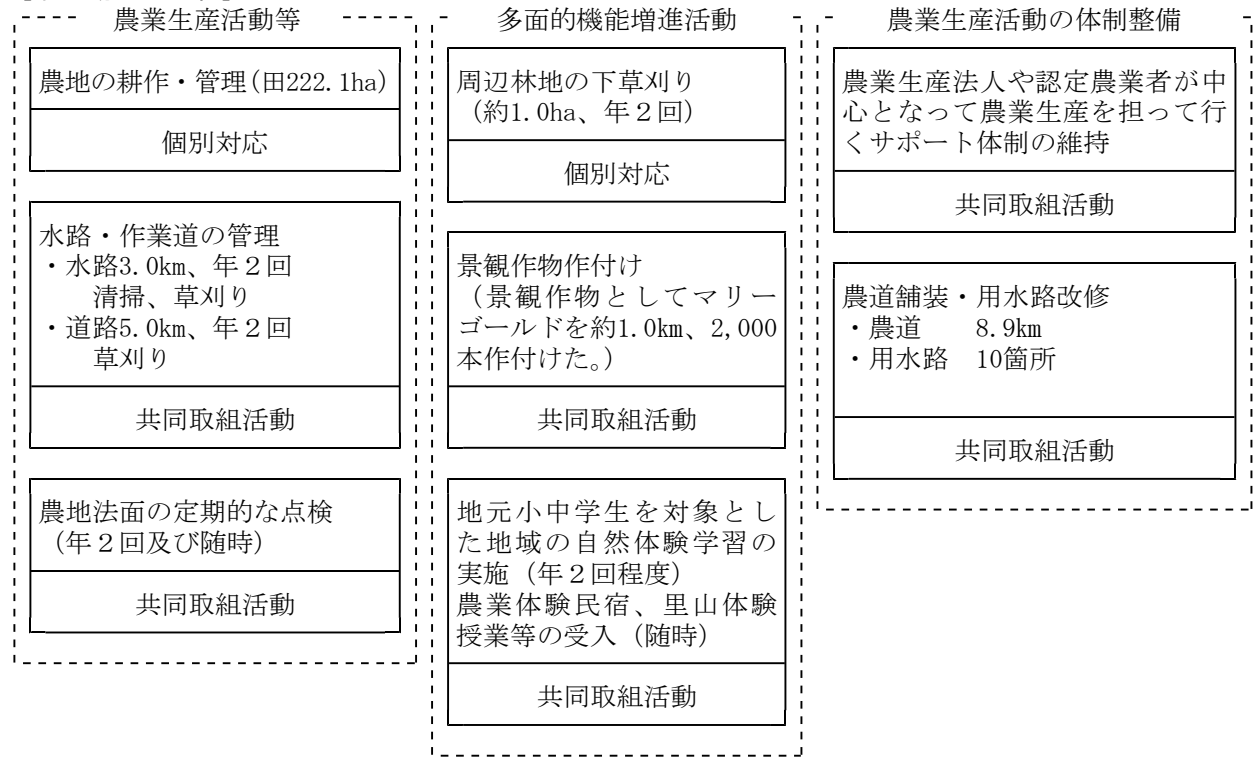 農業生産活動等
農地の耕作・管理(田222.1ha)
個別対応
水路・作業道の管理
・水路3.0km、年２回
清掃、草刈り
・道路5.0km、年２回
草刈り
共同取組活動
農地法面の定期的な点検
（年２回及び随時）
共同取組活動
多面的機能増進活動
周辺林地の下草刈り
（約1.0ha、年２回）
個別対応
景観作物作付け
（景観作物としてマリー
ゴールドを約1.0km、2,000
本作付けた。）
共同取組活動
地元小中学生を対象とし
た地域の自然体験学習の
実施（年２回程度）
農業体験民宿、里山体験
授業等の受入（随時）
共同取組活動
農業生産活動の体制整備
農業生産法人や認定農業者が中
心となって農業生産を担って行
くサポート体制の維持
共同取組活動
農道舗装・用水路改修
・農道　8.9km
・用水路　10箇所
共同取組活動